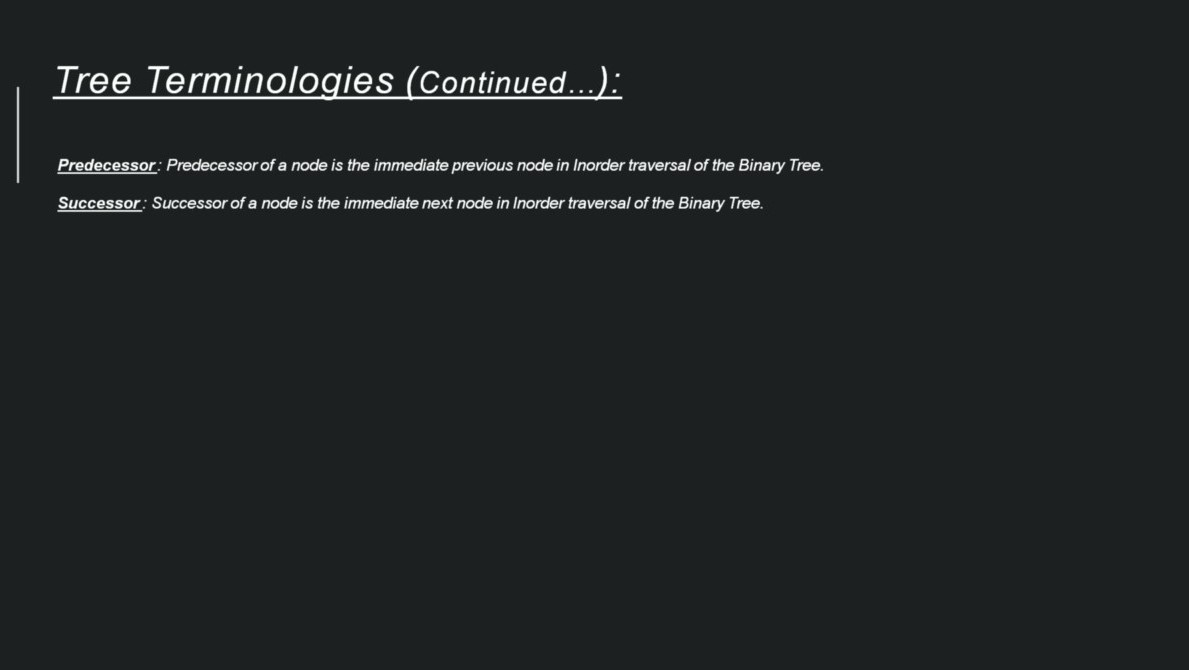 Tree Terminologies (Continued...):
Predecessor : Predecessor of a node is the immediate previous node in Inorder traversal of the Binary Tree.
Successor : Successor of a node is the immediate next node in Inorder traversal of the Binary Tree.